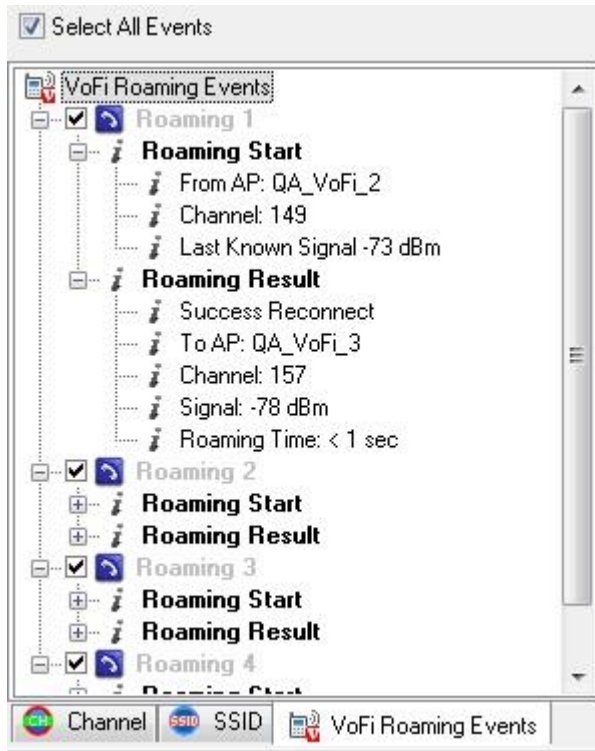 Select All Events
VoFi Roaming Events
Roaming 1
Roaming Start
From AP: QA_VoFi_2
Channel: 149
Last Known Signal -73 dBm
Roaming Result
Success Reconnect
To AP: QA_VoFi_3
Channel: 157
Signal: -78 dBm
Roaming Time: < 1 sec
Roaming 2
Roaming Start
Roaming Result
Roaming 3
Roaming Start
Roaming Result
Roaming 4
Roaming Start
CH Channel SSID SSID VoFi Roaming Events